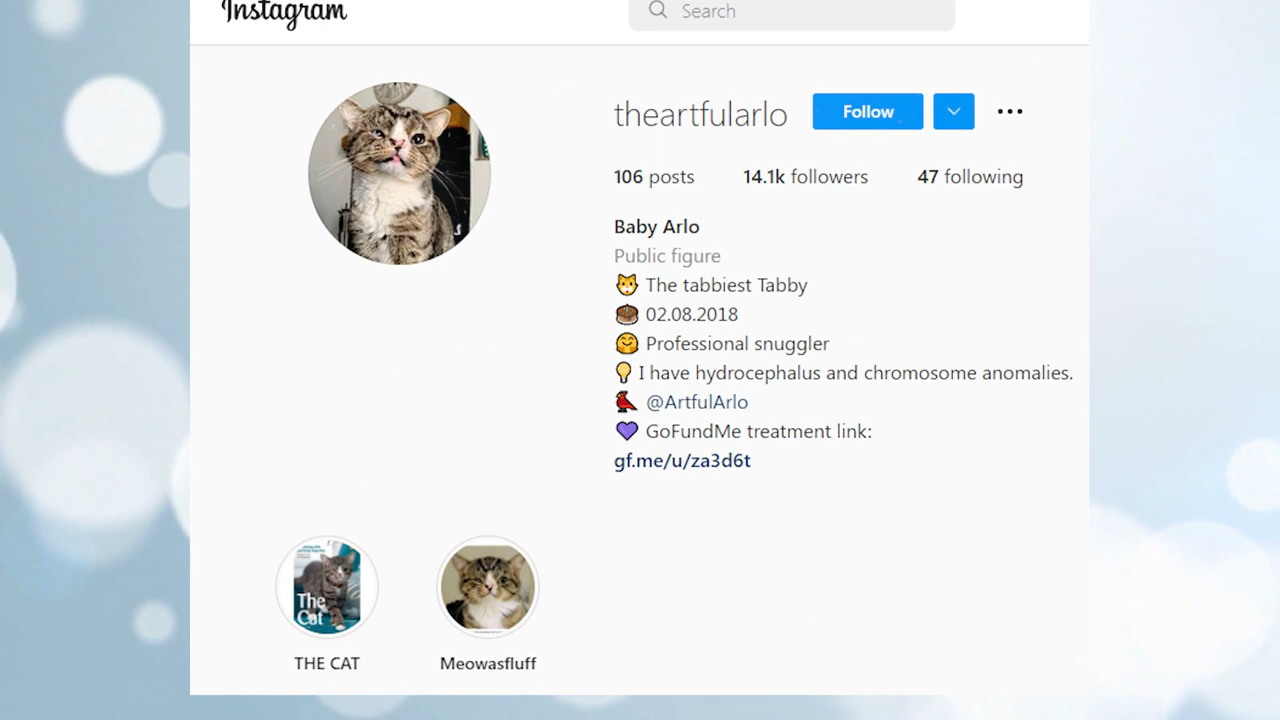 Instagram
Search
theartfularlo
Follow
106 posts 14.1k followers 47 following
Baby Arlo
Public figure
The tabbiest Tabby
02.08.2018
Professional snuggler
I have hydrocephalus and chromosome anomalies.
@ArtfulArlo
GoFundMe treatment link:
gf.me/u/za3d6t
The
Cat
THE CAT
Meowasfluff